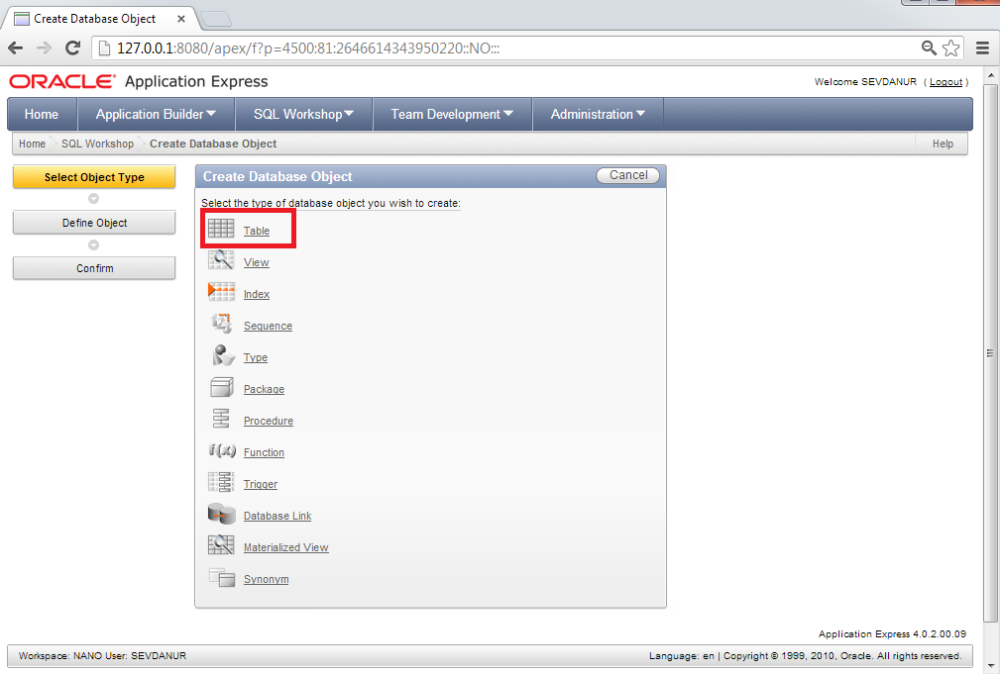 Create Database Object
127.0.0.1:8080/apex/f?p=4500:81:2646614343950220::NO:::
ORACLE® Application Express
Welcome SEVDANUR ( Logout )
Home Application Builder SQL Workshop Team Development Administration
Home SQL Workshop Create Database Object Help
Select Object Type
Define Object
Confirm
Create Database Object Cancel
Select the type of database object you wish to create:
Table
View
Index
Sequence
Type
Package
Procedure
Function
Trigger
Database Link
Materialized View
Synonym
Application Express 4.0.2.00.09
Workspace: NANO User: SEVDANUR Language: en | Copyright © 1999, 2010, Oracle. All rights reserved.